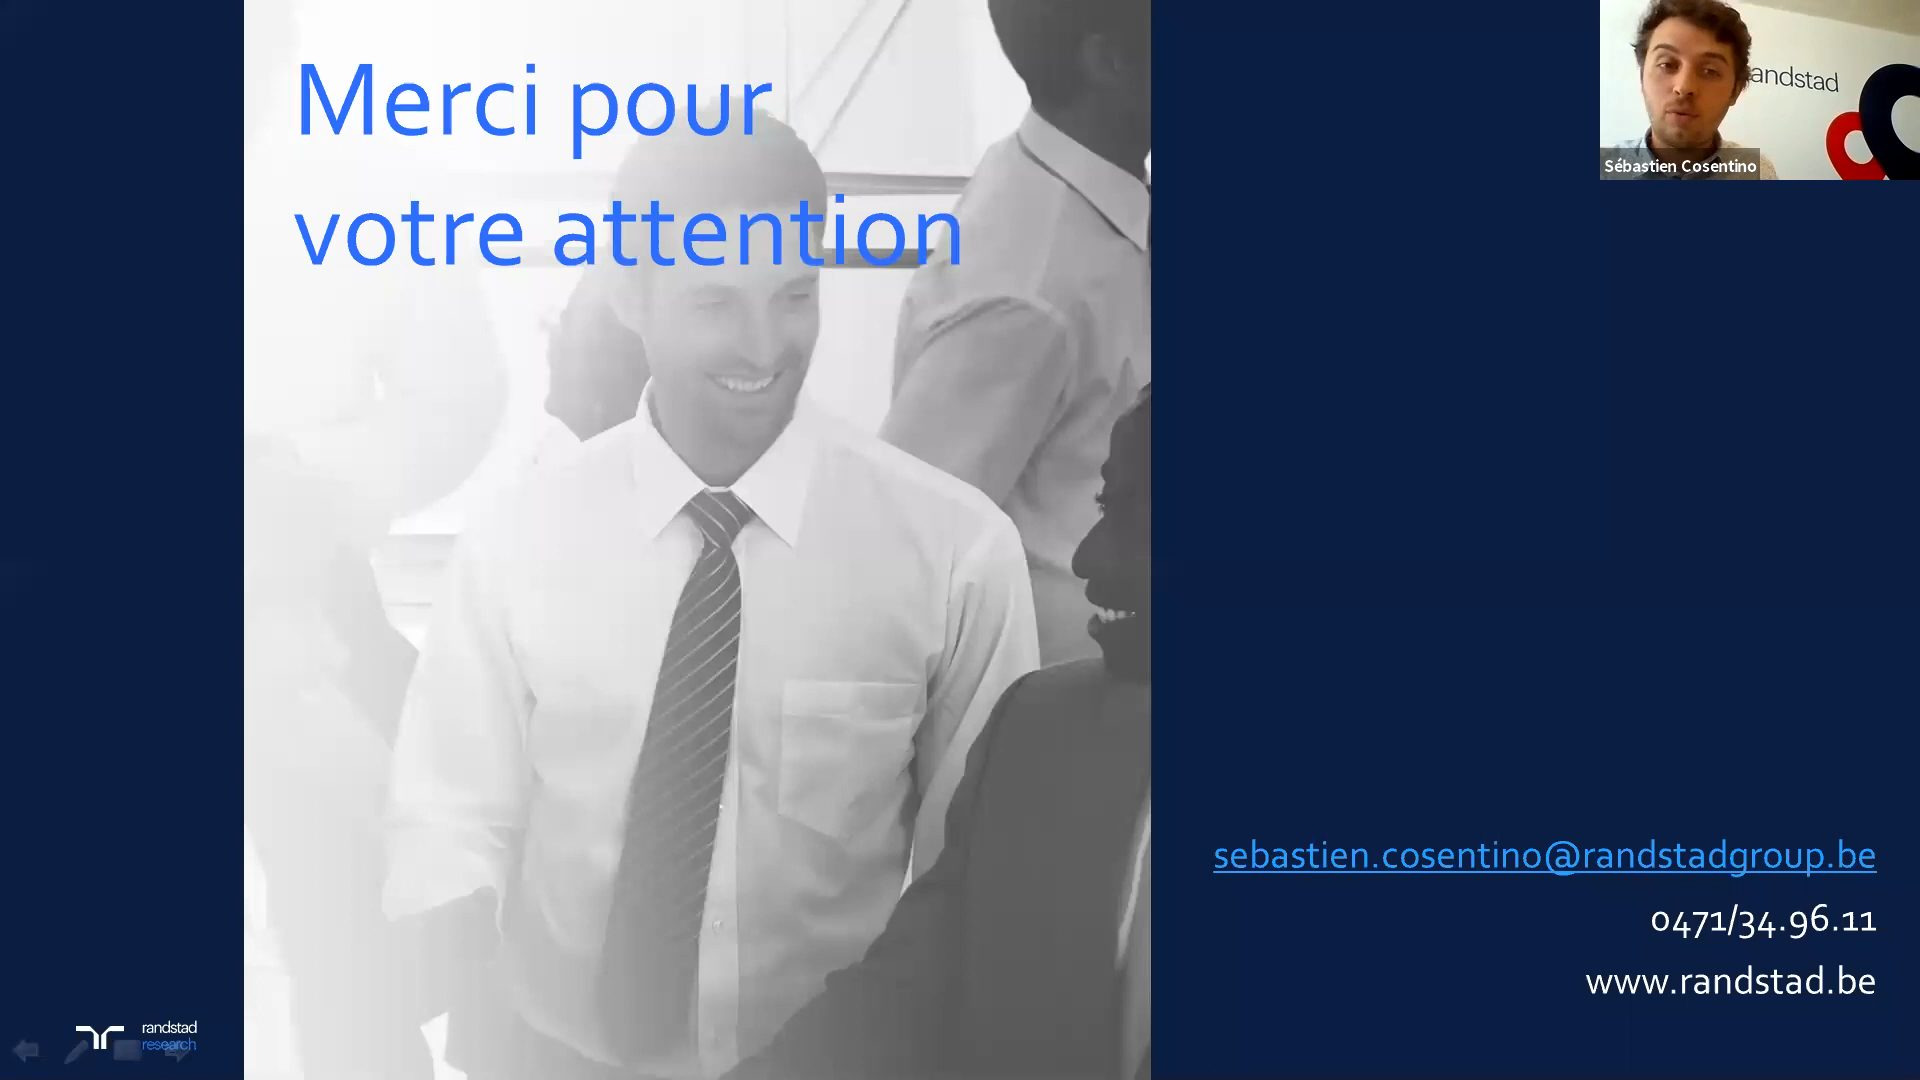 Merci pour
votre attention
randstad
Sébastien Cosentino
sebastien.cosentino@randstadgroup.be
0471/34.96.11
www.randstad.be
randstad
research